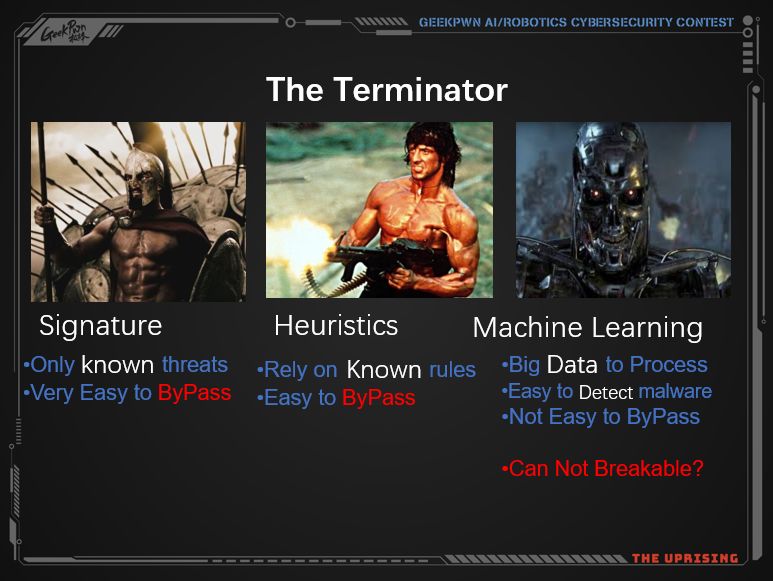 GeekPwn
极棒
GEEKPWN AI/ROBOTICS CYBERSECURITY CONTEST
The Terminator
Signature
•Only known threats
•Very Easy to ByPass
Heuristics
•Rely on Known rules
•Easy to ByPass
Machine Learning
•Big Data to Process
•Easy to Detect malware
•Not Easy to ByPass
•Can Not Breakable?
THE UPRISING